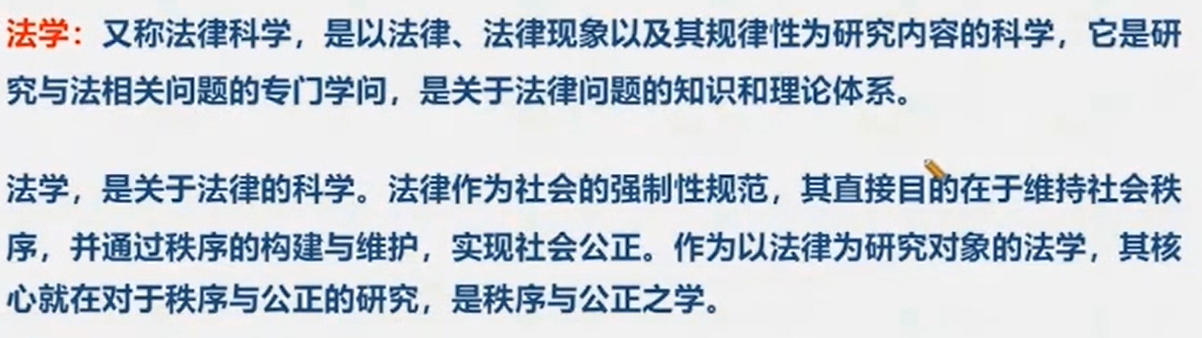 法学：又称法律科学，是以法律、法律现象以及其规律性为研究内容的科学，它是研
究与法相关问题的专门学问，是关于法律问题的知识和理论体系。
法学，是关于法律的科学。法律作为社会的强制性规范，其直接目的在于维持社会秩
序，并通过秩序的构建与维护，实现社会公正。作为以法律为研究对象的法学，其核
心就在对于秩序与公正的研究，是秩序与公正之学。